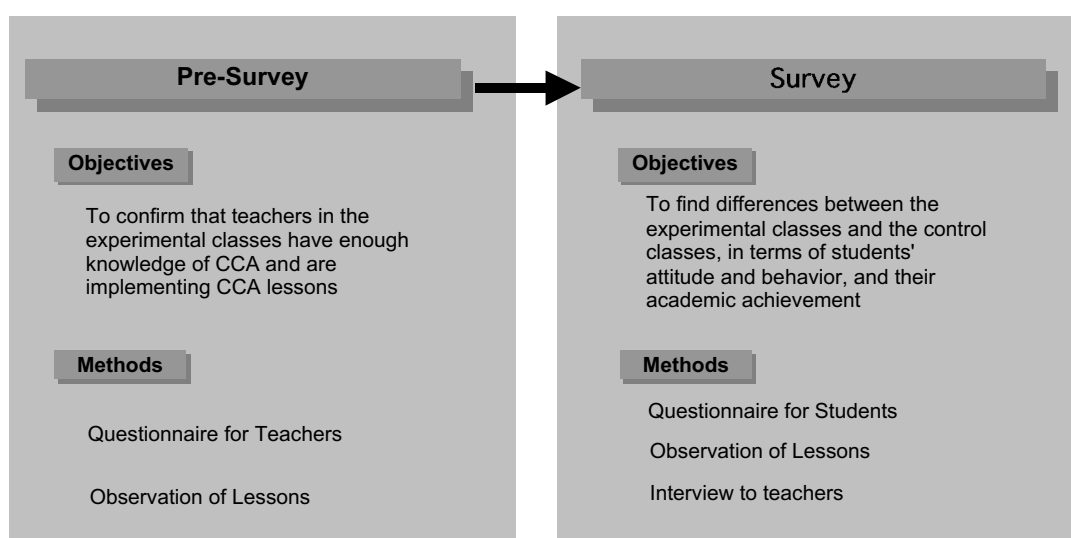 Pre-Survey
Objectives
To confirm that teachers in the
experimental classes have enough
knowledge of CCA and are
implementing CCA lessons
Methods
Questionnaire for Teachers
Observation of Lessons
Survey
Objectives
To find differences between the
experimental classes and the control
classes, in terms of students'
attitude and behavior, and their
academic achievement
Methods
Questionnaire for Students
Observation of Lessons
Interview to teachers